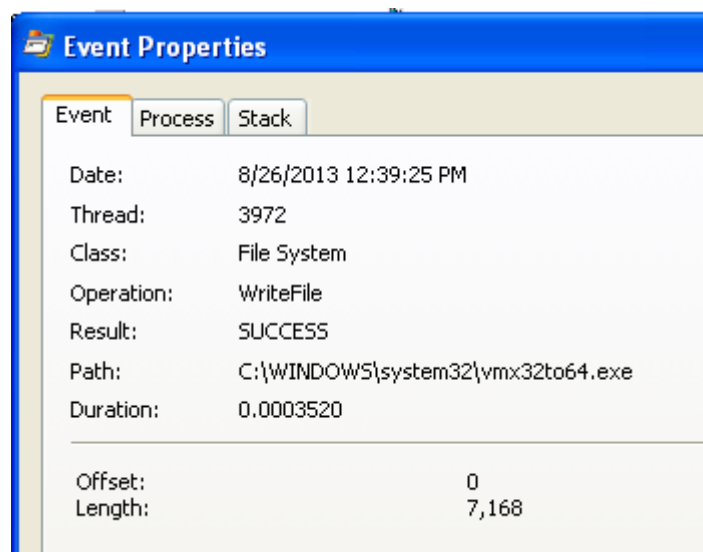 Event Properties
Event Process Stack
Date: 8/26/2013 12:39:25 PM
Thread: 3972
Class: File System
Operation: WriteFile
Result: SUCCESS
Path: C:\WINDOWS\system32\vmx32to64.exe
Duration: 0.0003520
Offset: 0
Length: 7,168